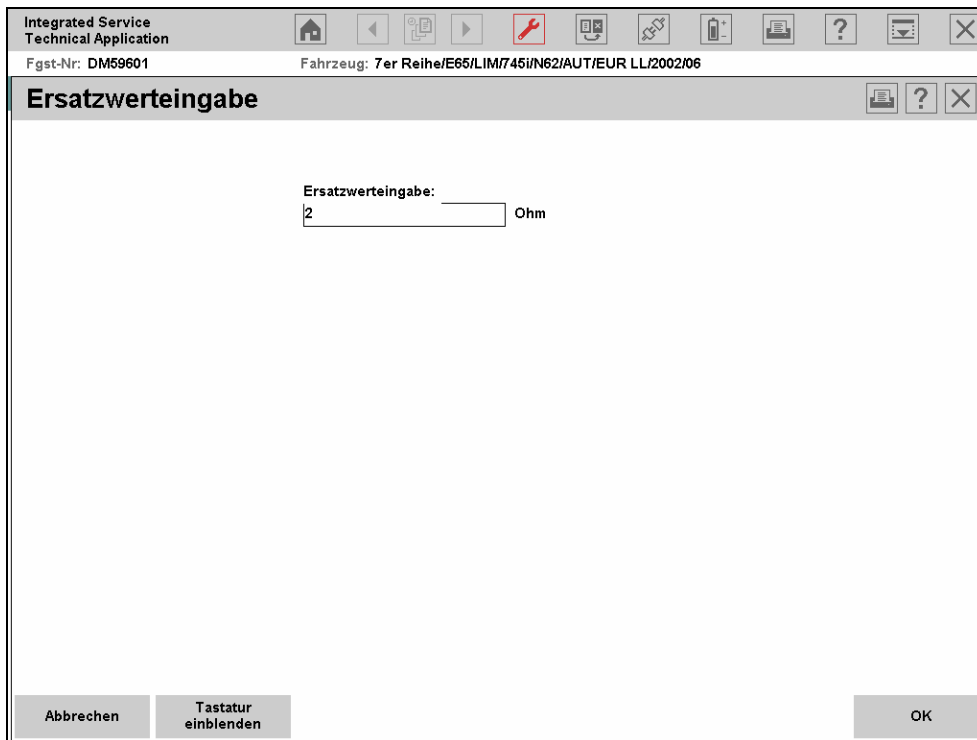 Integrated Service
Technical Application
Fgst-Nr: DM59601 Fahrzeug: 7er Reihe/E65/LIM/745i/N62/AUT/EUR LL/2002/06
Ersatzwerteingabe
Ersatzwerteingabe:
2 Ohm
Abbrechen
Tastatur
einblenden
OK